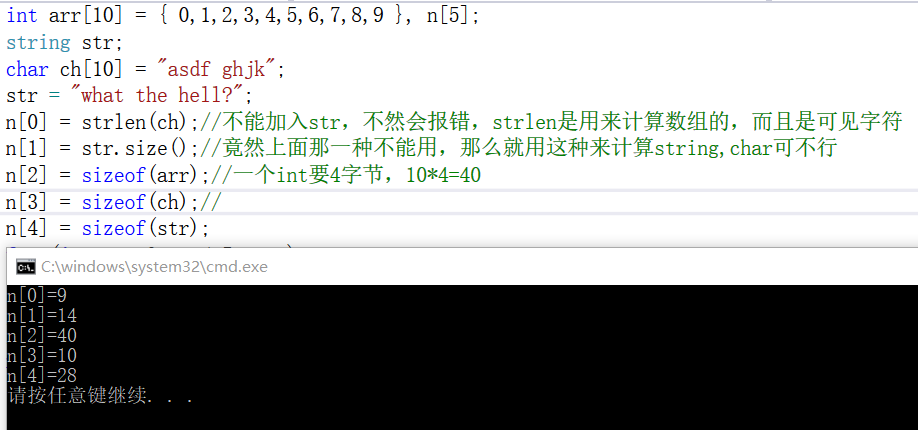 int arr[10] = { 0,1,2,3,4,5,6,7,8,9 }, n[5];
string str;
char ch[10] = "asdf ghjk";
str = "what the hell?";
n[0] = strlen(ch);//不能加入str，不然会报错，strlen是用来计算数组的，而且是可见字符
n[1] = str.size();//竟然上面那一种不能用，那么就用这种来计算string,char可不行
n[2] = sizeof(arr);//一个int要4字节，10*4=40
n[3] = sizeof(ch);//
n[4] = sizeof(str);
C:\windows\system32\cmd.exe
n[0]=9
n[1]=14
n[2]=40
n[3]=10
n[4]=28
请按任意键继续. . .